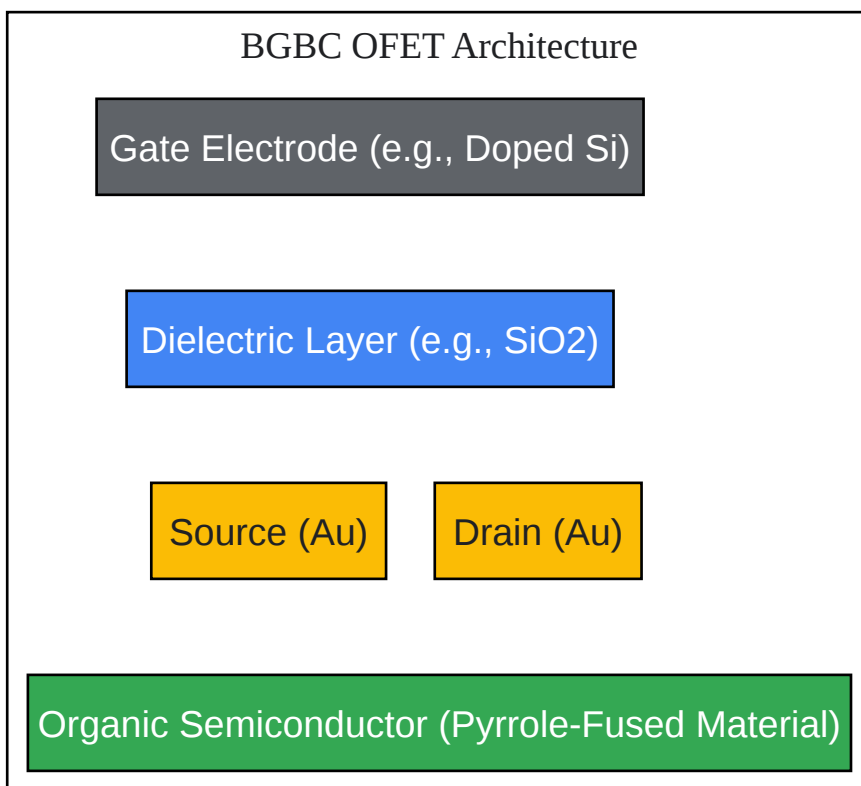 BGBC OFET Architecture
Gate Electrode (e.g., Doped Si)
Dielectric Layer (e.g., SiO2)
Source (Au)
Drain (Au)
Organic Semiconductor (Pyrrole-Fused Material)